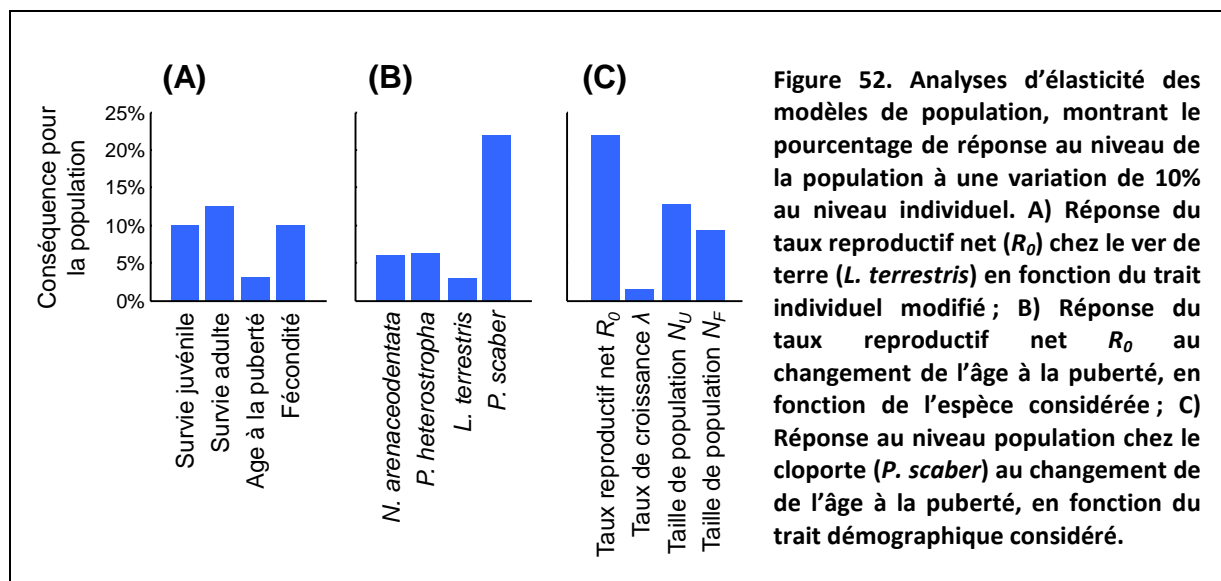 (A)
(B)
(C)
Conséquence pour
la population
25%
20%
15%
10%
5%
0%
Survie juvénile
Survie adulte
Age à la puberté
Fécondité
N. arenaceodentata
P. heterostropha
L. terrestris
P. scaber
Taux reproductif net R0
Taux de croissance λ
Taille de population NU
Taille de population NF
Figure 52. Analyses d’élasticité des
modèles de population, montrant le
pourcentage de réponse au niveau de
la population à une variation de 10%
au niveau individuel. A) Réponse du
taux reproductif net (R0) chez le ver de
terre (L. terrestris) en fonction du trait
individuel modifié ; B) Réponse du
taux reproductif net R0 au
changement de l’âge à la puberté, en
fonction de l’espèce considérée ; C)
Réponse au niveau population chez le
cloporte (P. scaber) au changement de
de l’âge à la puberté, en fonction du
trait démographique considéré.